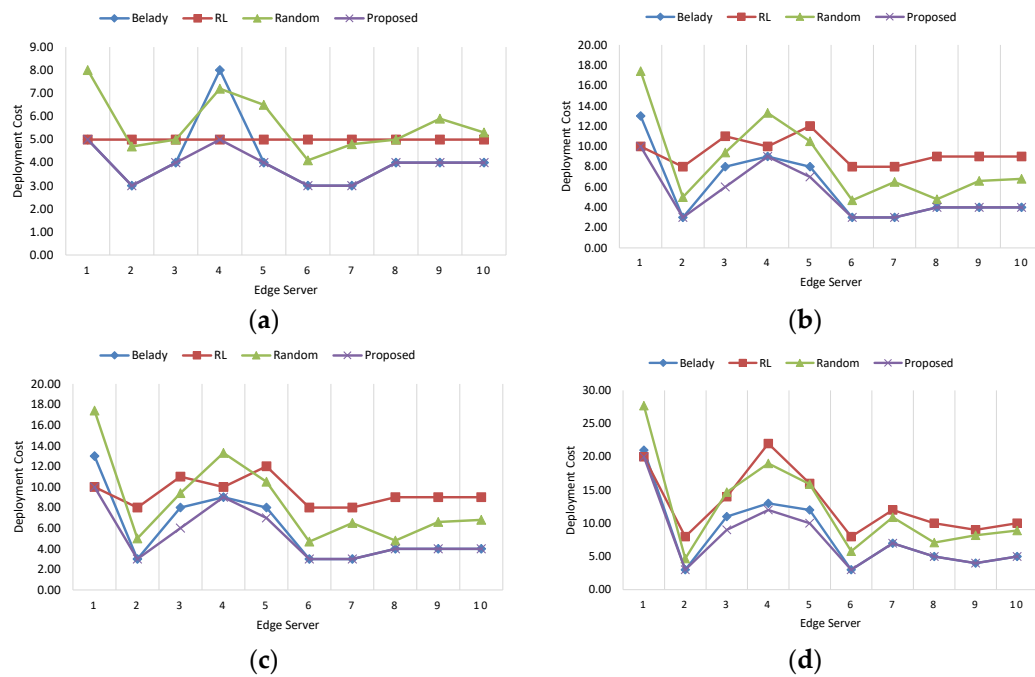 Belady RL Random Proposed
9.00
8.00
7.00
6.00
5.00
4.00
3.00
2.00
1.00
0.00
Deployment Cost
1 2 3 4 5 6 7 8 9 10
Edge Server
(a)
Belady RL Random Proposed
20.00
18.00
16.00
14.00
12.00
10.00
8.00
6.00
4.00
2.00
0.00
Deployment Cost
1 2 3 4 5 6 7 8 9 10
Edge Server
(b)
Belady RL Random Proposed
20.00
18.00
16.00
14.00
12.00
10.00
8.00
6.00
4.00
2.00
0.00
Deployment Cost
1 2 3 4 5 6 7 8 9 10
Edge Server
(c)
Belady RL Random Proposed
30.00
25.00
20.00
15.00
10.00
5.00
0.00
Deployment Cost
1 2 3 4 5 6 7 8 9 10
Edge Server
(d)